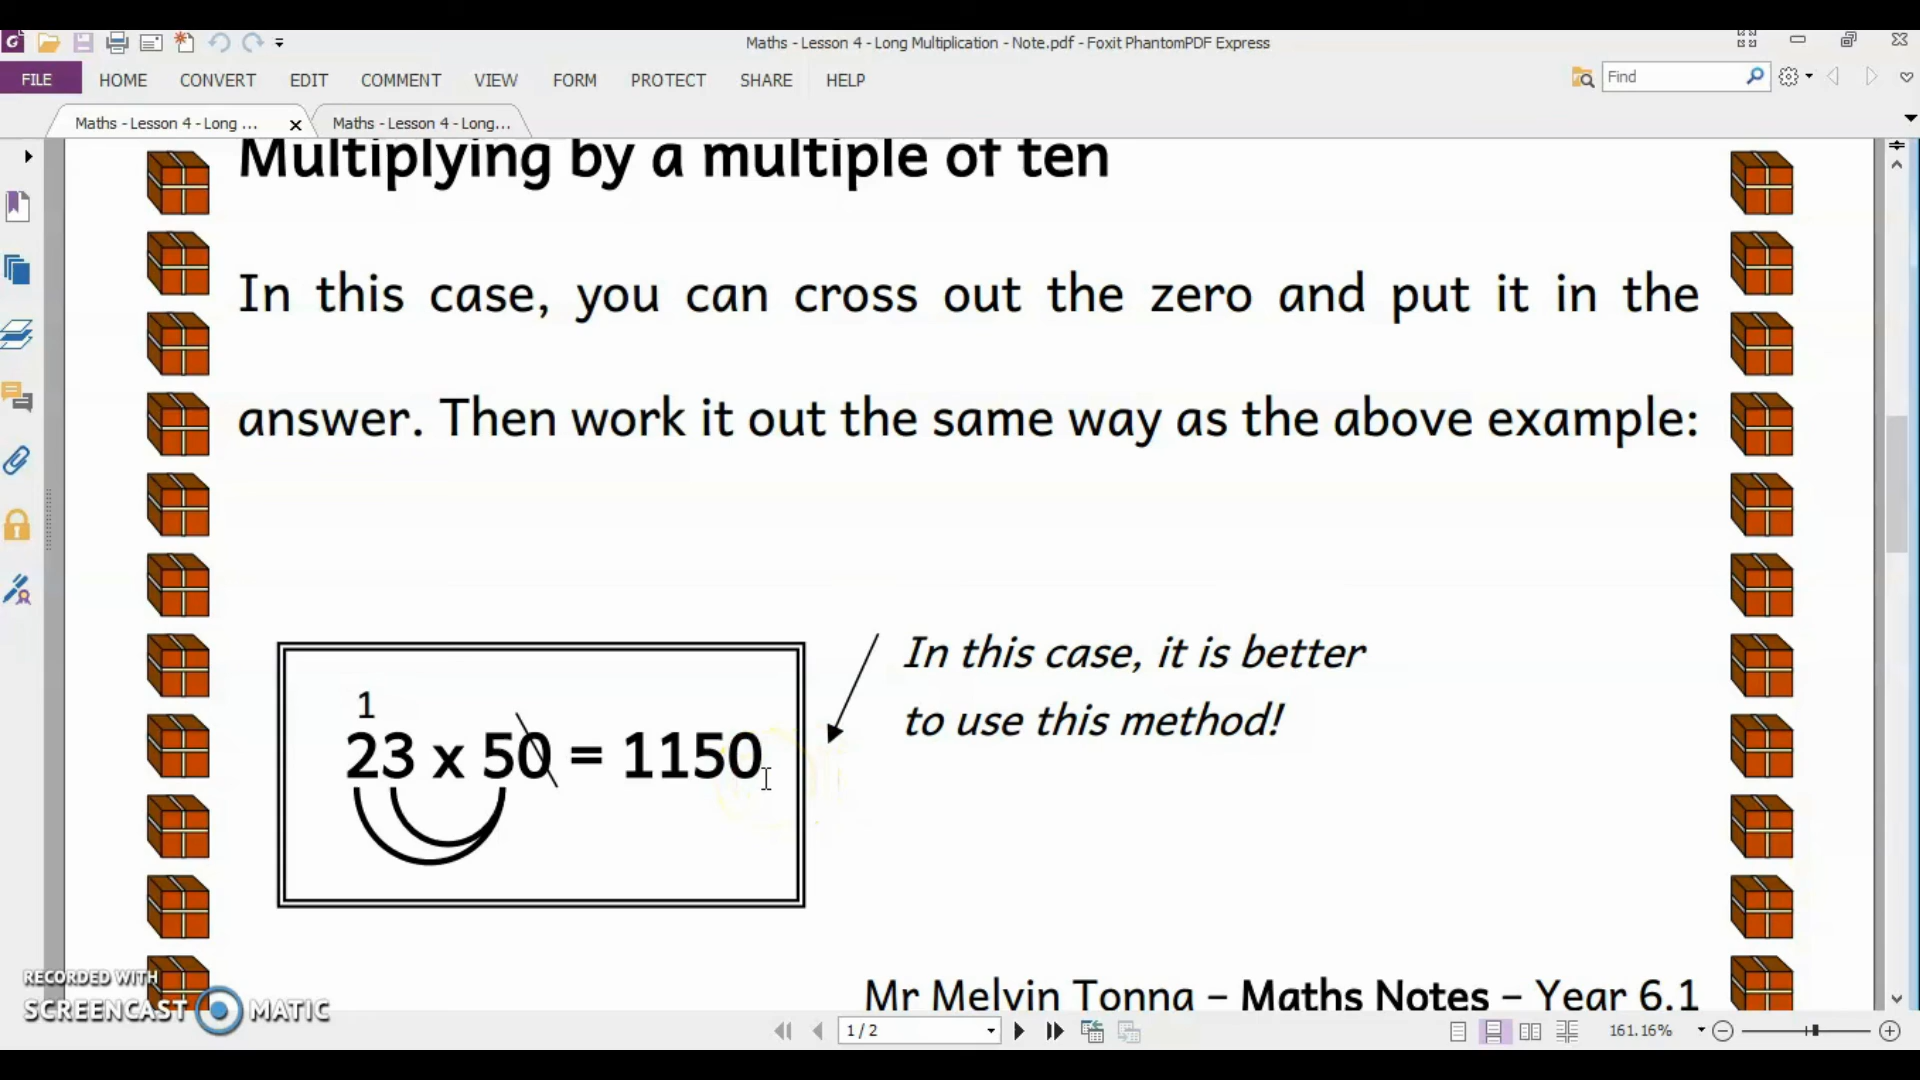 Maths - Lesson 4 - Long Multiplication - Note.pdf - Foxit PhantomPDF Express
FILE HOME CONVERT EDIT COMMENT VIEW FORM PROTECT SHARE HELP Find
Maths - Lesson 4 - Long ... Maths - Lesson 4 - Long...
Multiplying by a multiple of ten
In this case, you can cross out the zero and put it in the
answer. Then work it out the same way as the above example:
In this case, it is better
to use this method!
1
23 x 50 = 1150
Mr Melvin Tonna – Maths Notes – Year 6.1
RECORDED WITH
SCREENCAST MATIC
1 / 2 161.16%